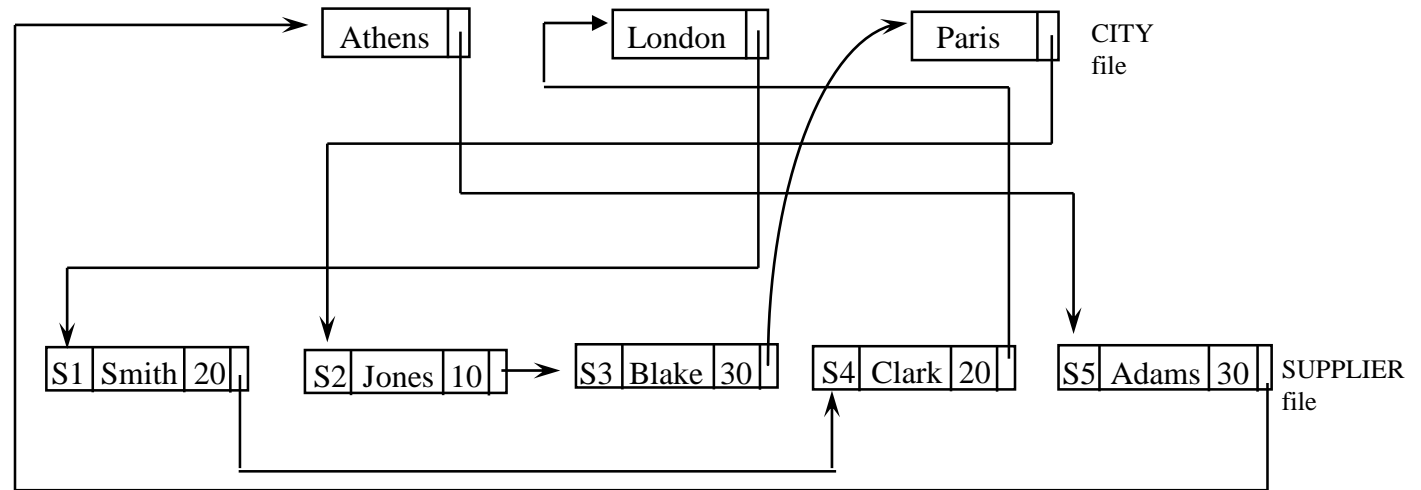 Athens
London
Paris
CITY
file
S1 Smith 20
S2 Jones 10
S3 Blake 30
S4 Clark 20
S5 Adams 30
SUPPLIER
file